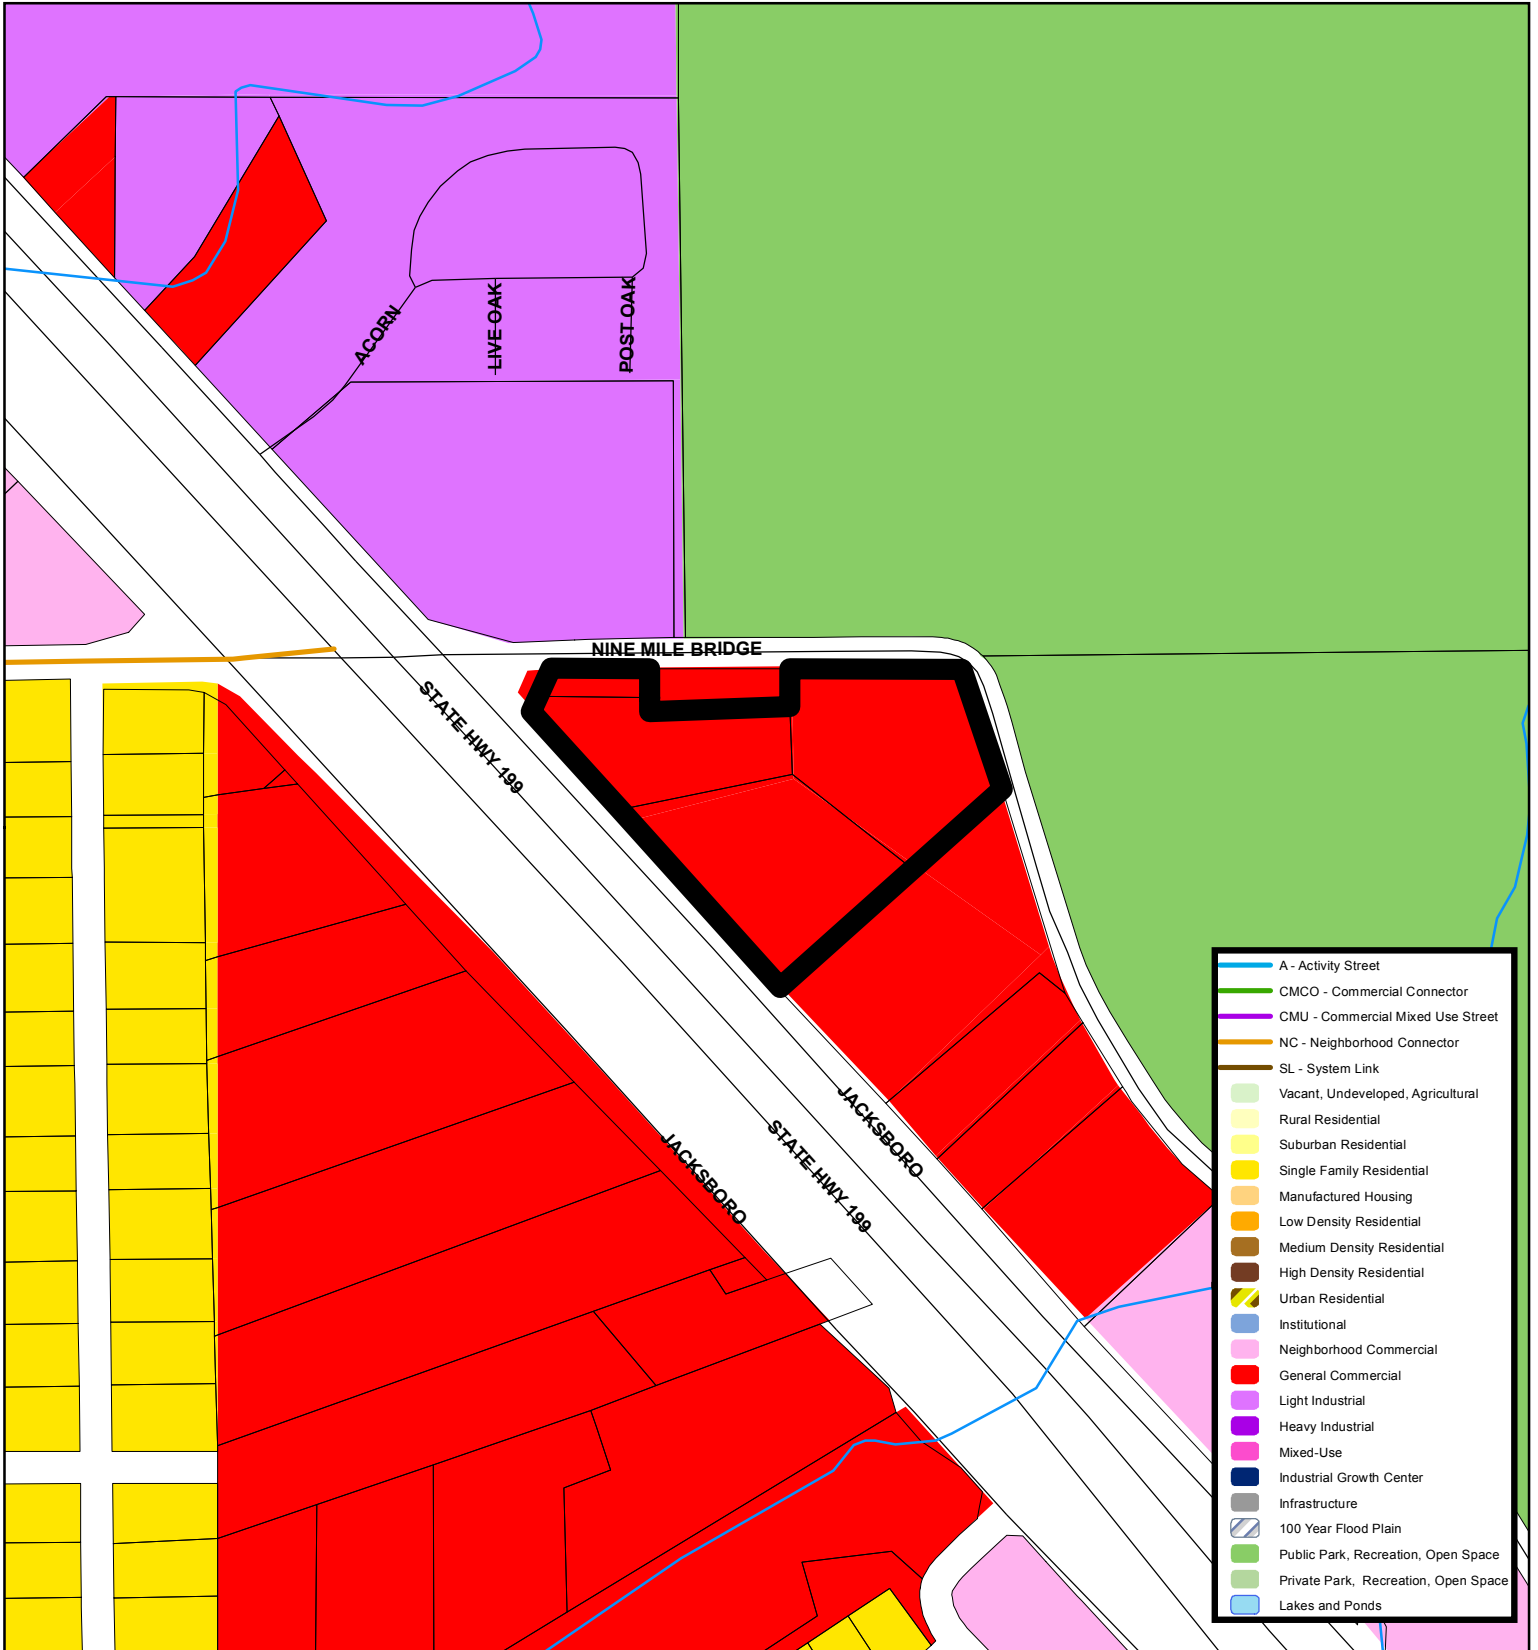 ACORN
LIVE OAK
POST OAK
NINE MILE BRIDGE
STATE HWY 199
JACKSBORO
STATE HWY 199
JACKSBORO
A - Activity Street
CMCO - Commercial Connector
CMU - Commercial Mixed Use Street
NC - Neighborhood Connector
SL - System Link
Vacant, Undeveloped, Agricultural
Rural Residential
Suburban Residential
Single Family Residential
Manufactured Housing
Low Density Residential
Medium Density Residential
High Density Residential
Urban Residential
Institutional
Neighborhood Commercial
General Commercial
Light Industrial
Heavy Industrial
Mixed-Use
Industrial Growth Center
Infrastructure
100 Year Flood Plain
Public Park, Recreation, Open Space
Private Park, Recreation, Open Space
Lakes and Ponds